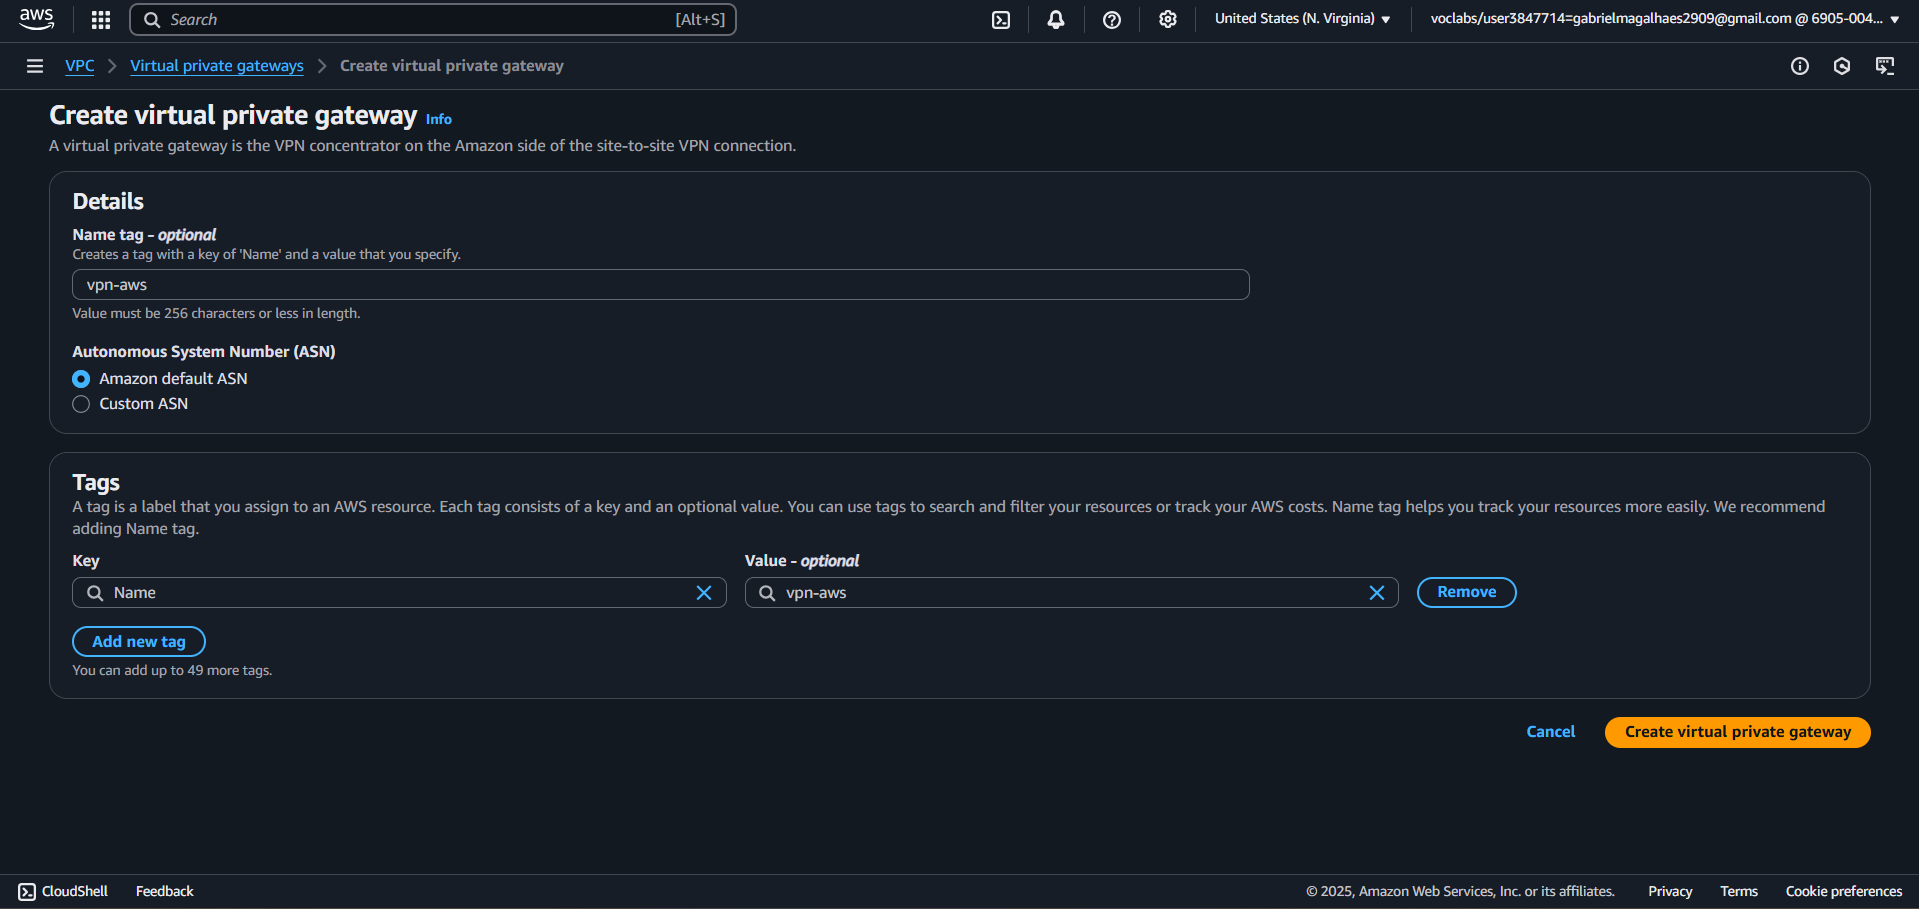 aws
Search [Alt+S]
United States (N. Virginia)
voclabs/user3847714=gabrielmagalhaes2909@gmail.com @ 6905-004...
VPC
Virtual private gateways
Create virtual private gateway
Create virtual private gateway Info
A virtual private gateway is the VPN concentrator on the Amazon side of the site-to-site VPN connection.
Details
Name tag - optional
Creates a tag with a key of 'Name' and a value that you specify.
vpn-aws
Value must be 256 characters or less in length.
Autonomous System Number (ASN)
Amazon default ASN
Custom ASN
Tags
A tag is a label that you assign to an AWS resource. Each tag consists of a key and an optional value. You can use tags to search and filter your resources or track your AWS costs. Name tag helps you track your resources more easily. We recommend
adding Name tag.
Key
Value - optional
Name
vpn-aws
Remove
Add new tag
You can add up to 49 more tags.
Cancel
Create virtual private gateway
CloudShell
Feedback
© 2025, Amazon Web Services, Inc. or its affiliates.
Privacy
Terms
Cookie preferences